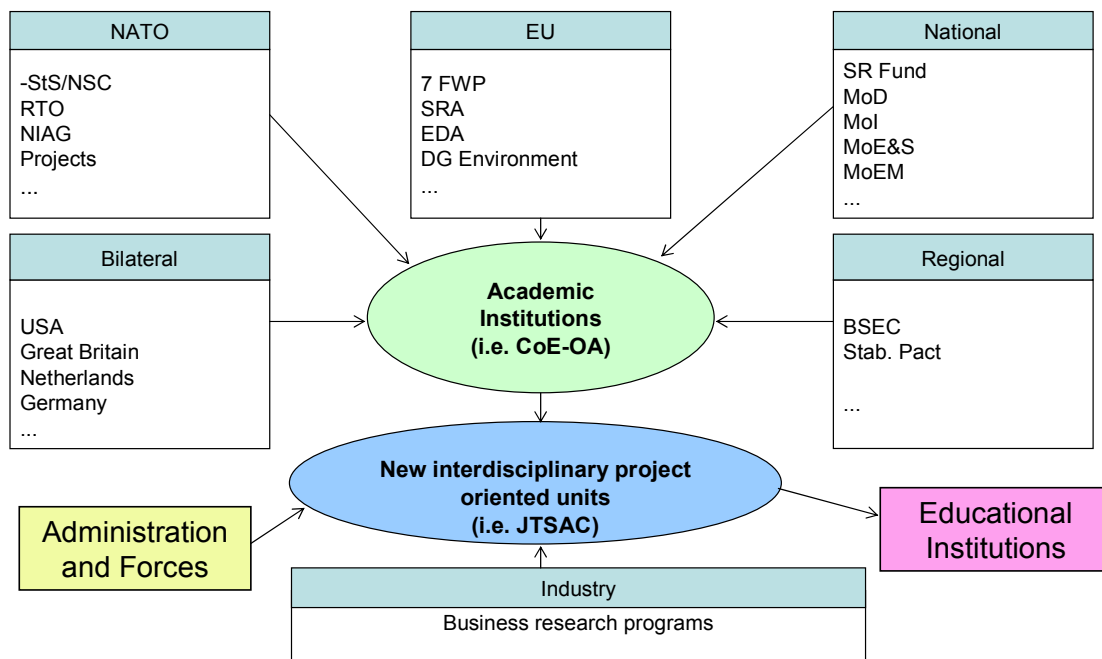 NATO
-StS/NSC
RTO
NIAG
Projects
...
EU
7 FWP
SRA
EDA
DG Environment
...
National
SR Fund
MoD
MoI
MoE&S
MoEM
...
Bilateral
USA
Great Britain
Netherlands
Germany
...
Academic
Institutions
(i.e. CoE-OA)
Regional
BSEC
Stab. Pact
...
New interdisciplinary project
oriented units
(i.e. JTSAC)
Administration
and Forces
Educational
Institutions
Industry
Business research programs